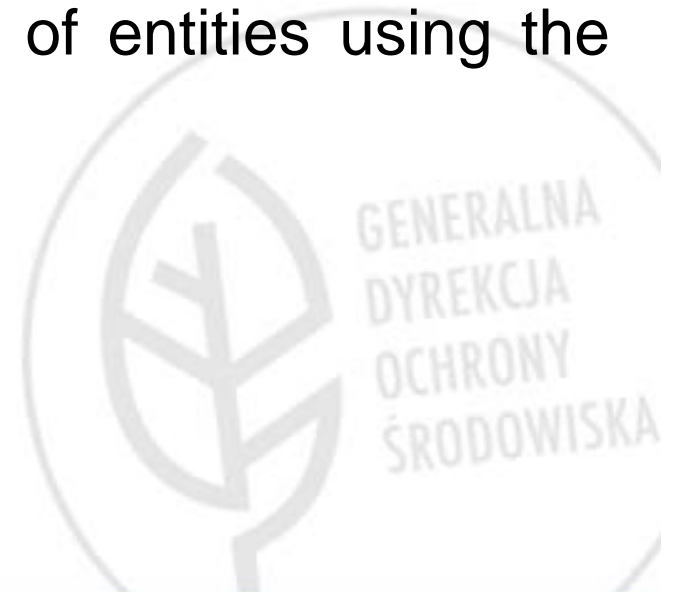 of entities using the
GENERALNA
DYREKCJA
OCHRONY
ŚRODOWISKA